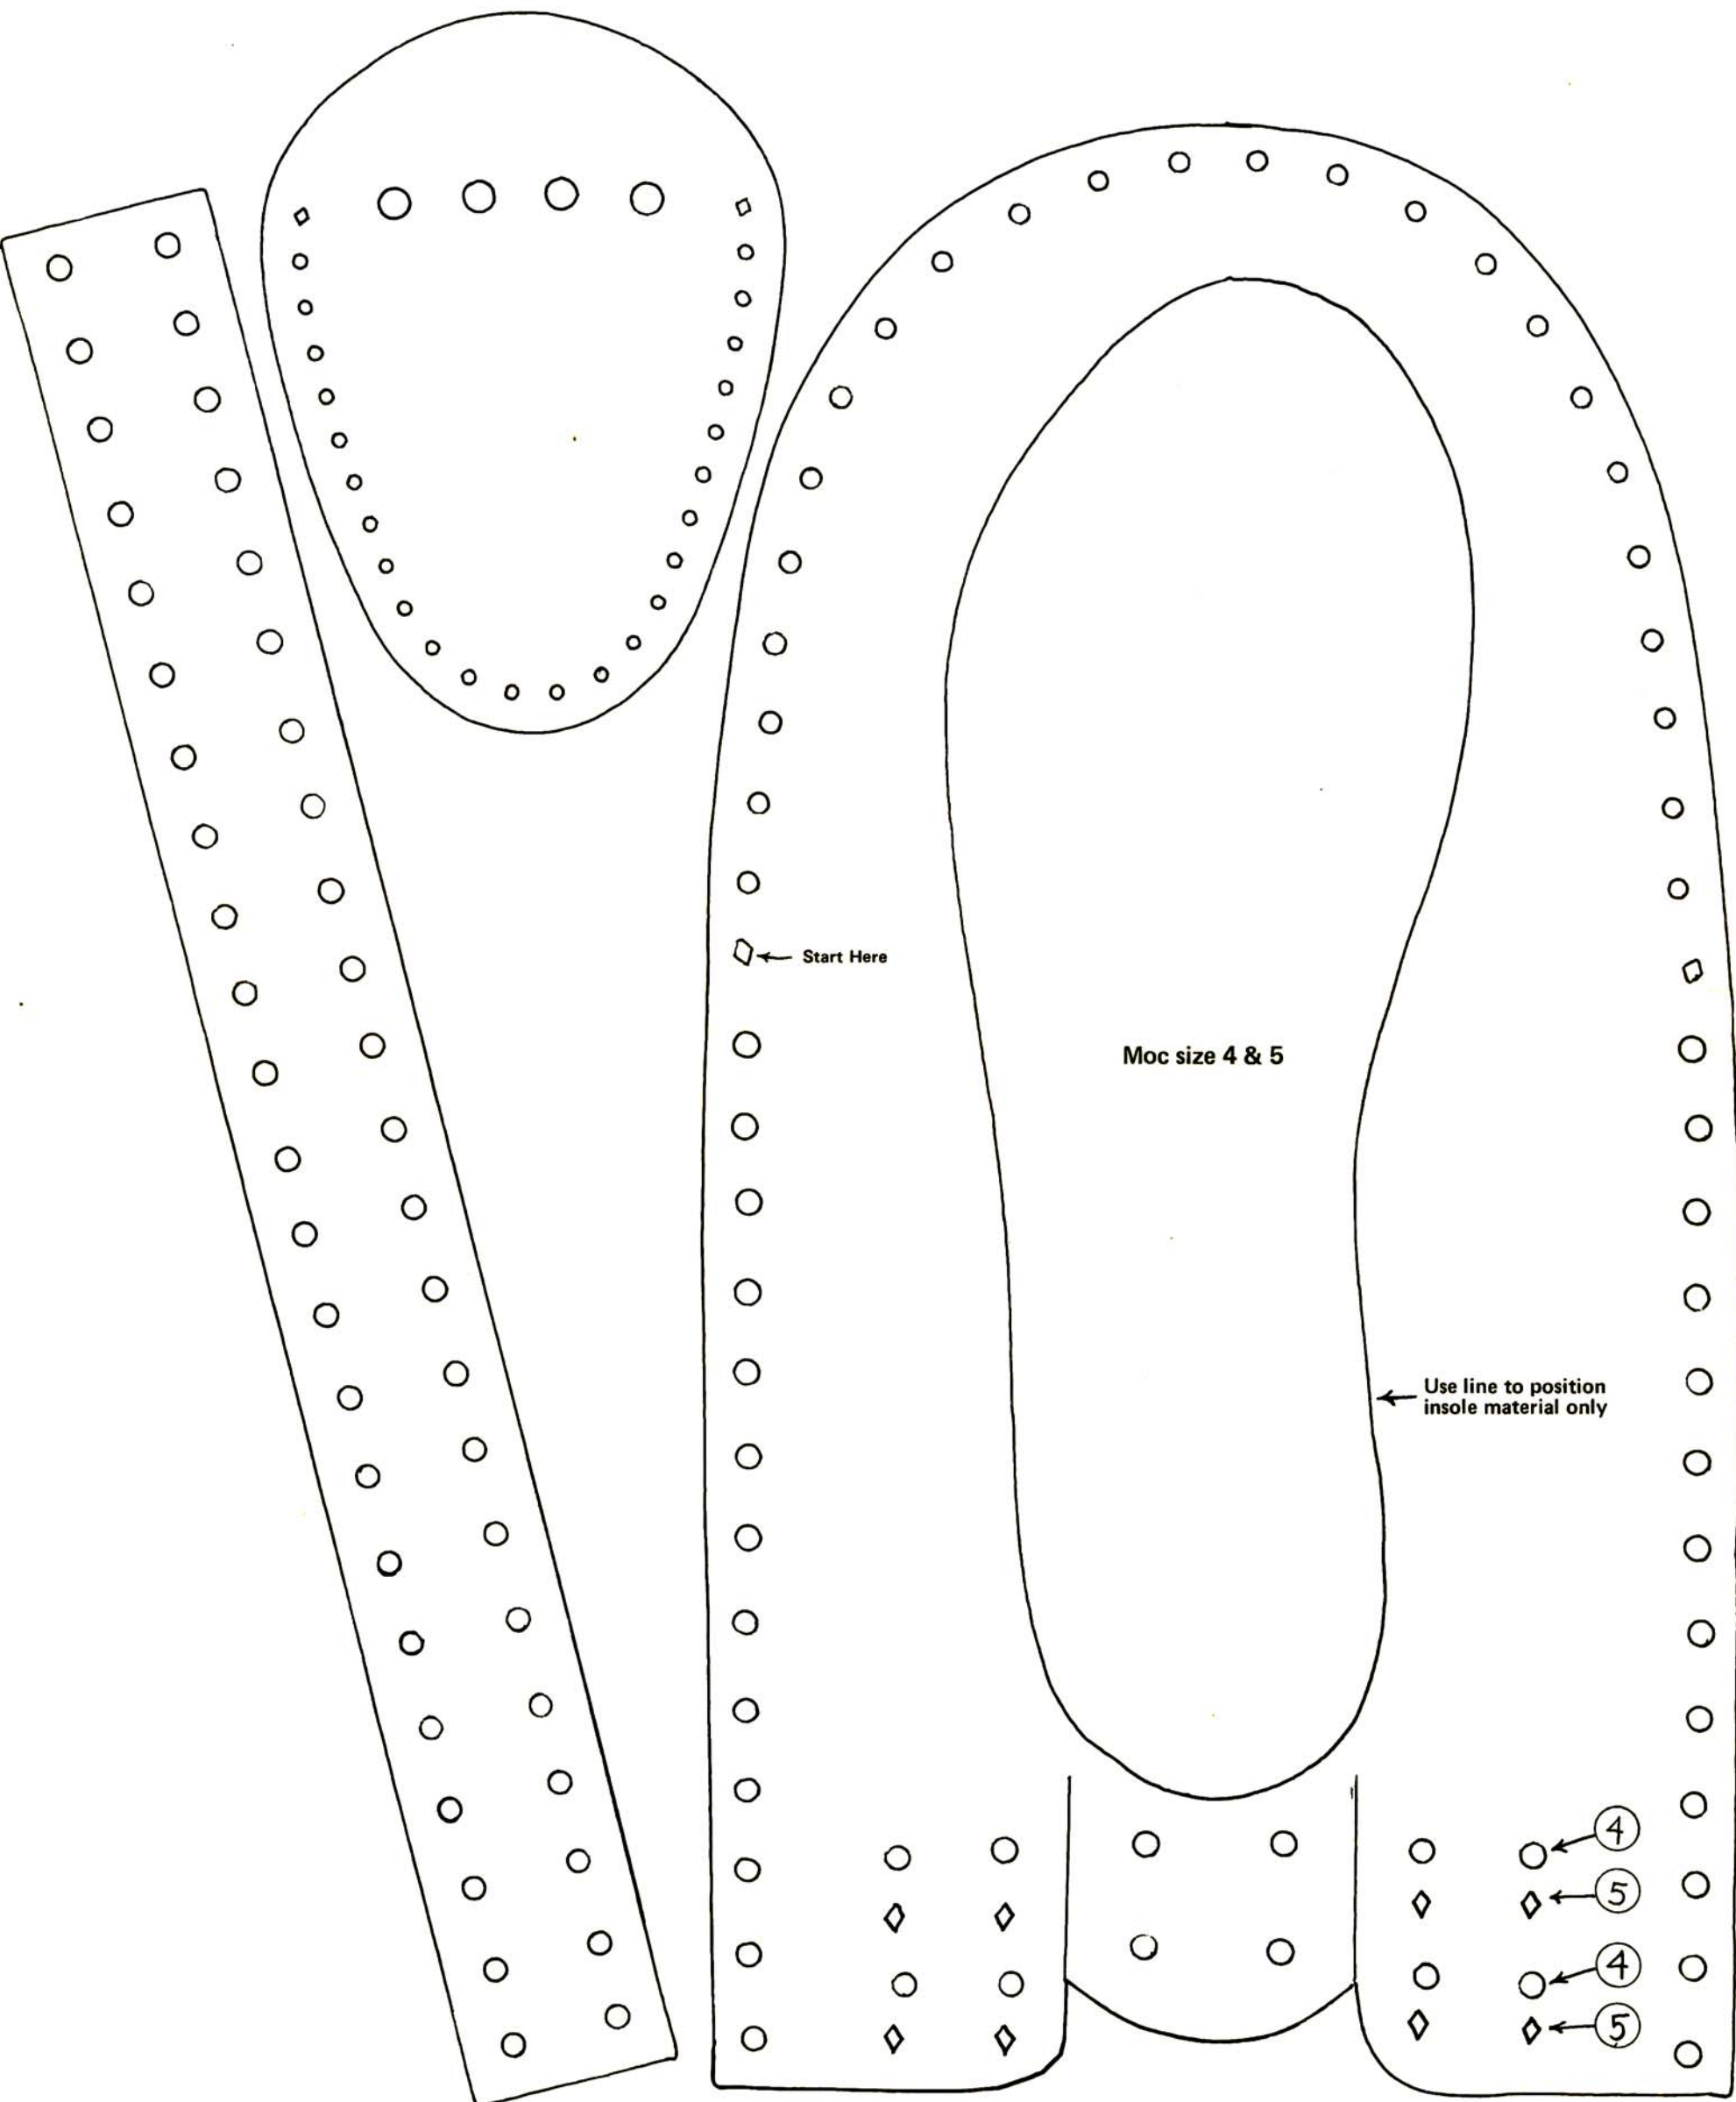 Start Here
Moc size 4 & 5
Use line to position
insole material only
4
5
4
5